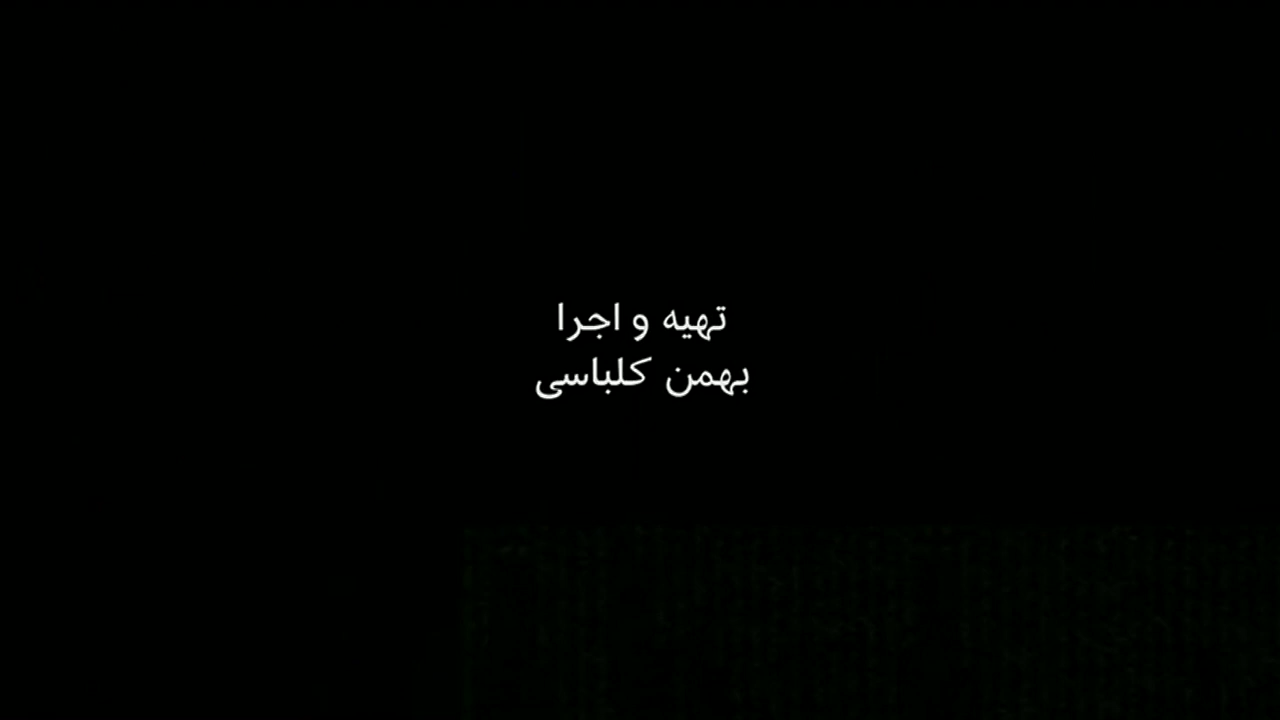 تهیه و اجرا
بهمن کلباسی